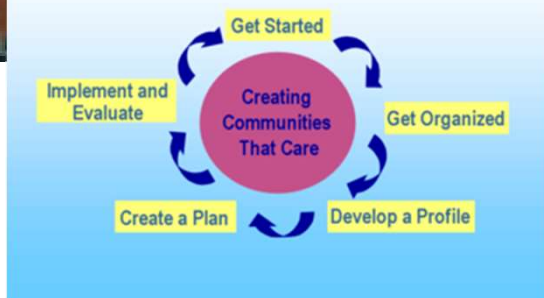 Get Started
Implement and
Evaluate
Creating
Communities
That Care
Get Organized
Create a Plan
Develop a Profile